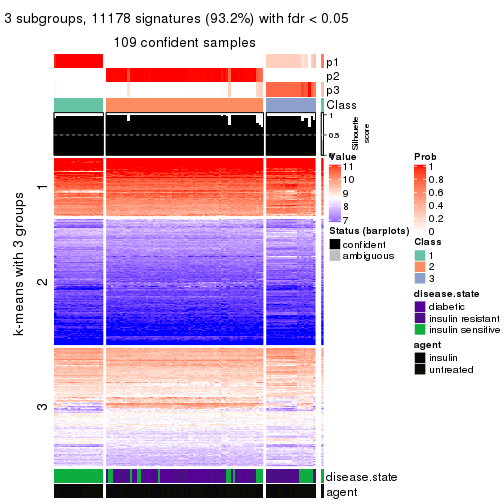 3 subgroups, 11178 signatures (93.2%) with fdr < 0.05
109 confident samples
p1
p2
p3
Class
1
0.5
0
Silhouette
score
k-means with 3 groups
1
2
3
disease.state
agent
Value
11
10
9
8
7
Status (barplots)
confident
ambiguous
Prob
1
0.8
0.6
0.4
0.2
0
Class
1
2
3
disease.state
diabetic
insulin resistant
insulin sensitive
agent
insulin
untreated